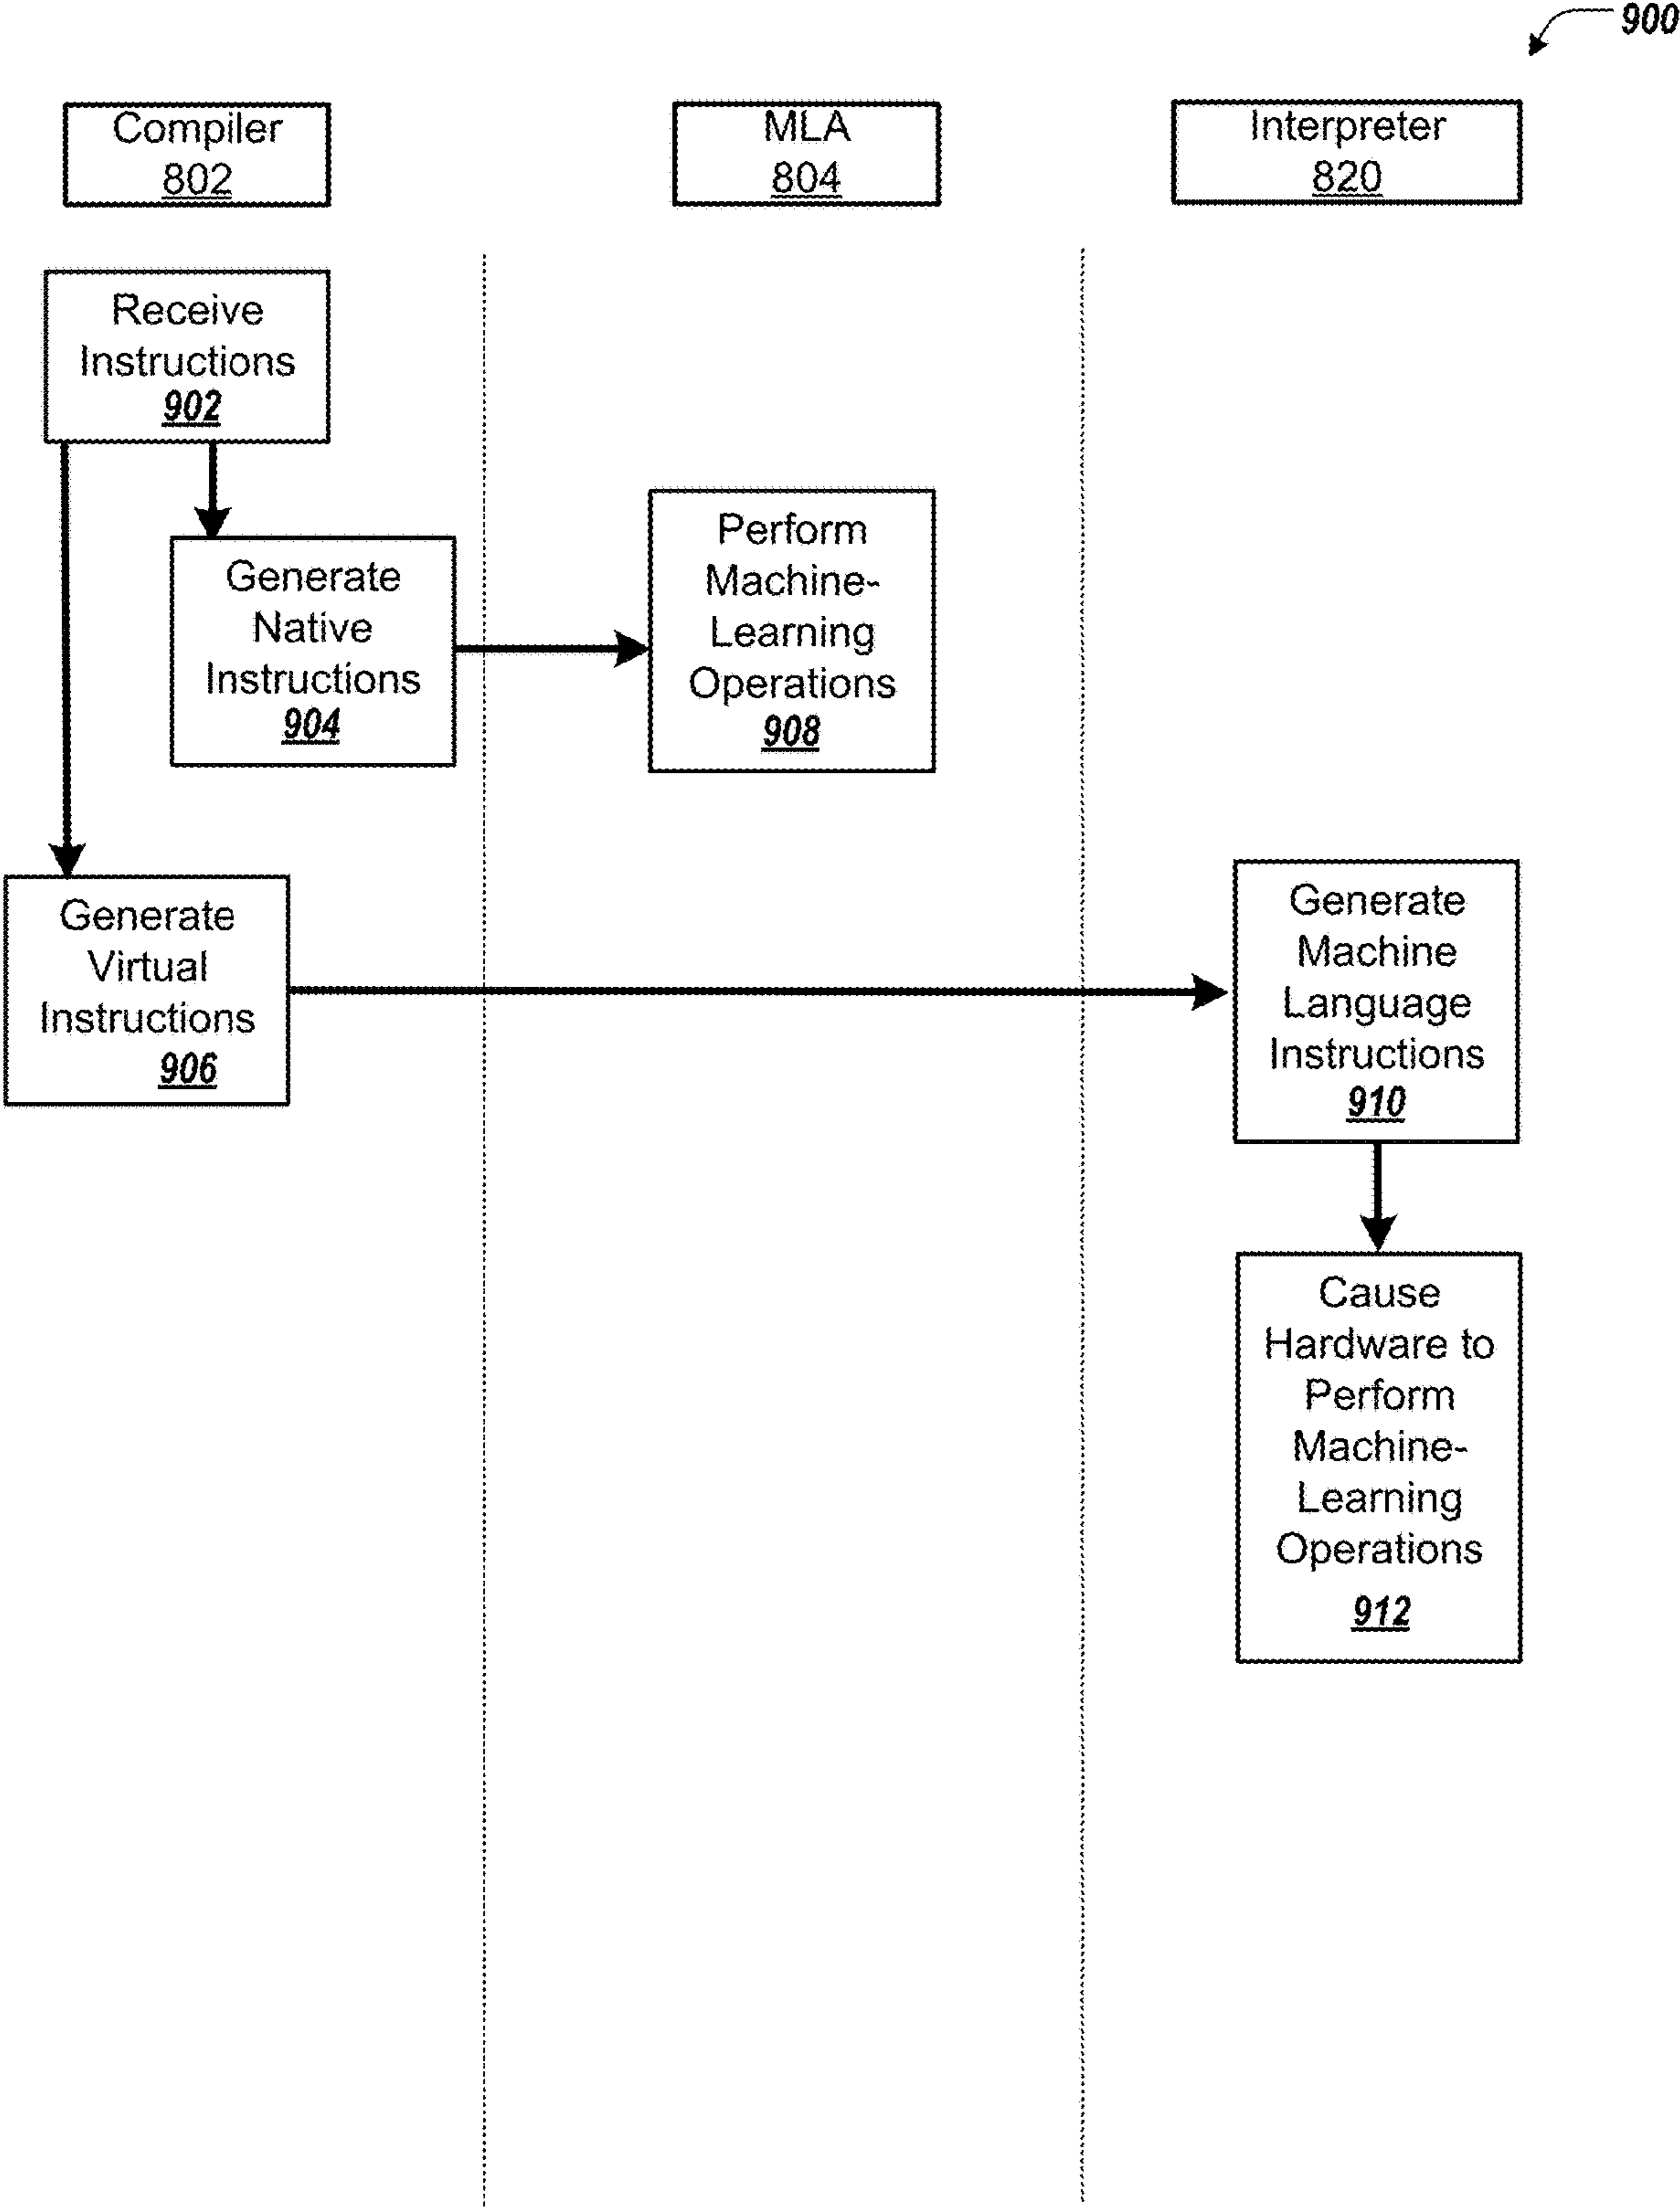 900
Compiler
802
MLA
804
Interpreter
820
Receive
Instructions
902
Generate
Native
Instructions
904
Perform
Machine-
Learning
Operations
908
Generate
Virtual
Instructions
906
Generate
Machine
Language
Instructions
910
Cause
Hardware to
Perform
Machine-
Learning
Operations
912